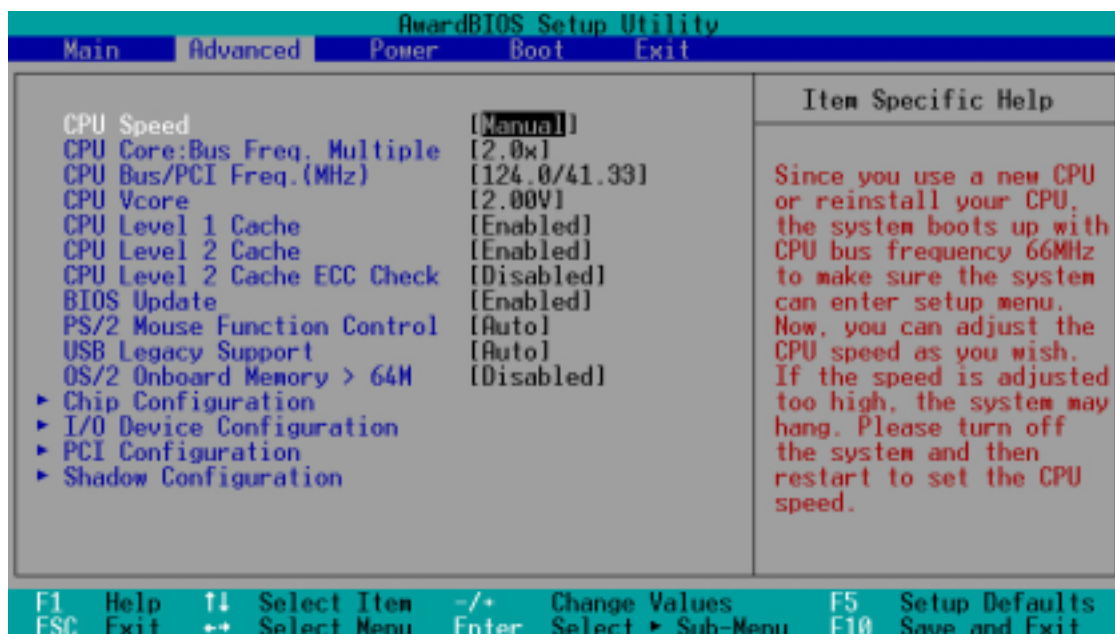 AwardBIOS Setup Utility
Main Advanced Power Boot Exit
CPU Speed [Manual]
CPU Core:Bus Freq. Multiple [2.0x]
CPU Bus/PCI Freq.(MHz) [124.0/41.33]
CPU Vcore [2.00V]
CPU Level 1 Cache [Enabled]
CPU Level 2 Cache [Enabled]
CPU Level 2 Cache ECC Check [Disabled]
BIOS Update [Enabled]
PS/2 Mouse Function Control [Auto]
USB Legacy Support [Auto]
OS/2 Onboard Memory > 64M [Disabled]
► Chip Configuration
► I/O Device Configuration
► PCI Configuration
► Shadow Configuration
Item Specific Help
Since you use a new CPU
or reinstall your CPU,
the system boots up with
CPU bus frequency 66MHz
to make sure the system
can enter setup menu.
Now, you can adjust the
CPU speed as you wish.
If the speed is adjusted
too high, the system may
hang. Please turn off
the system and then
restart to set the CPU
speed.
F1 Help ↑↓ Select Item -/+ Change Values F5 Setup Defaults
ESC Exit ←→ Select Menu Enter Select ► Sub-Menu F10 Save and Exit